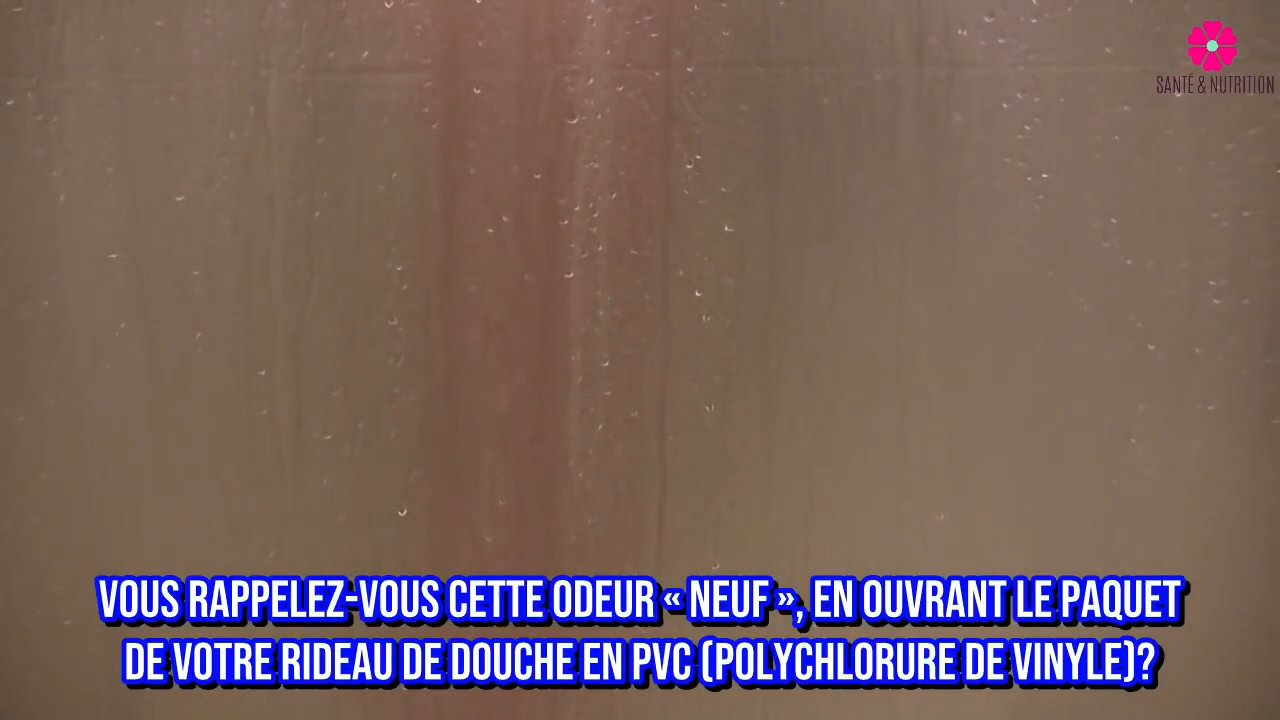 SANTÉ & NUTRITION
VOUS RAPPELEZ-VOUS CETTE ODEUR « NEUF », EN OUVRANT LE PAQUET
DE VOTRE RIDEAU DE DOUCHE EN PVC (POLYCHLORURE DE VINYLE)?